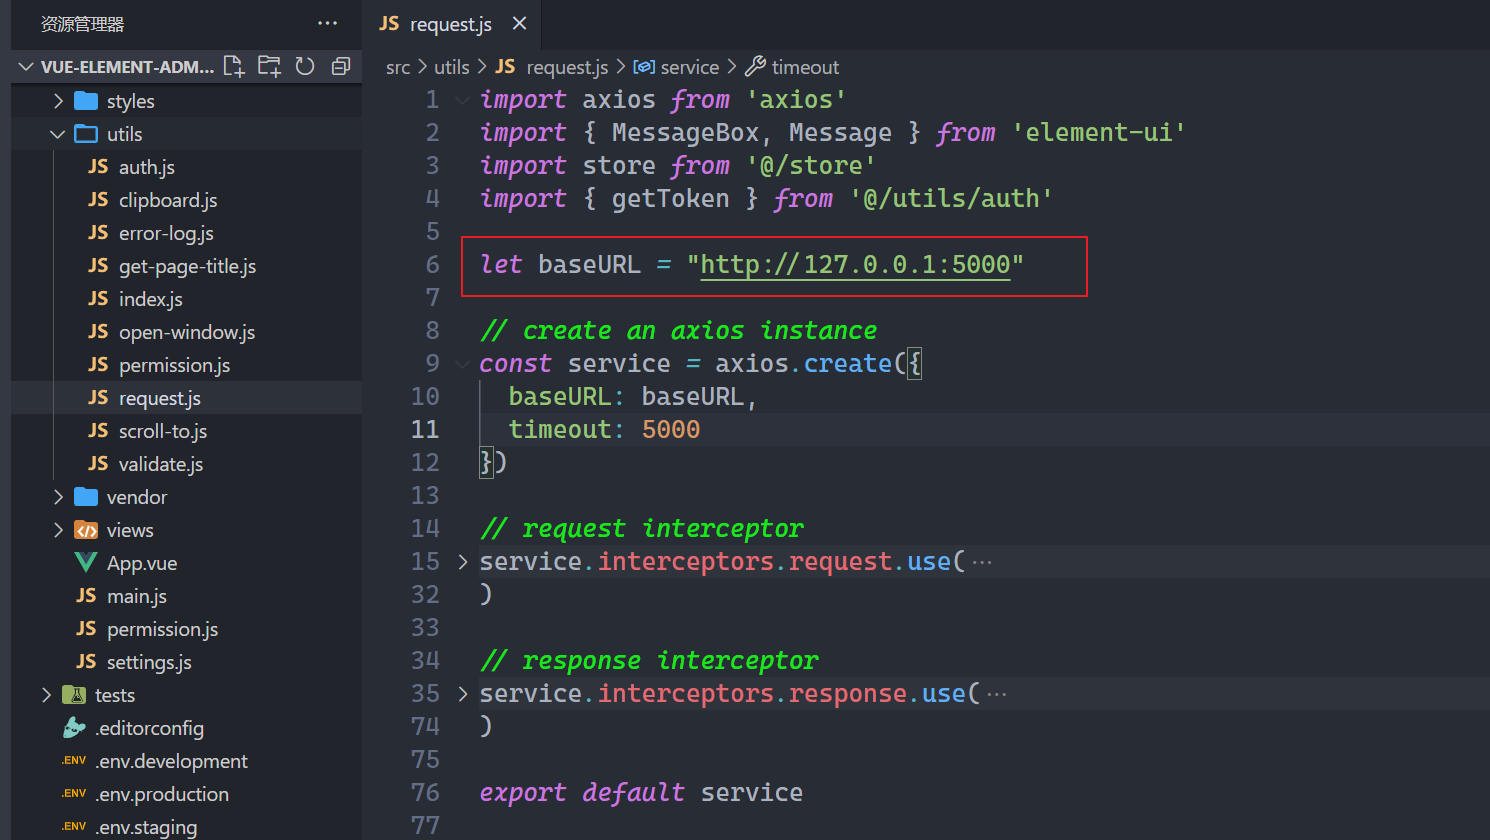 资源管理器 ···
VUE-ELEMENT-ADM...
styles
utils
JS auth.js
JS clipboard.js
JS error-log.js
JS get-page-title.js
JS index.js
JS open-window.js
JS permission.js
JS request.js
JS scroll-to.js
JS validate.js
vendor
views
App.vue
JS main.js
JS permission.js
JS settings.js
tests
.editorconfig
.ENV .env.development
.ENV .env.production
.ENV .env.staging
JS request.js ×
src > utils > JS request.js > service > timeout
1 import axios from 'axios'
2 import { MessageBox, Message } from 'element-ui'
3 import store from '@/store'
4 import { getToken } from '@/utils/auth'
5
6 let baseURL = "http://127.0.0.1:5000"
7
8 // create an axios instance
9 const service = axios.create({
10 baseURL: baseURL,
11 timeout: 5000
12 })
13
14 // request interceptor
15 service.interceptors.request.use(···
32 )
33
34 // response interceptor
35 service.interceptors.response.use(···
74 )
75
76 export default service
77